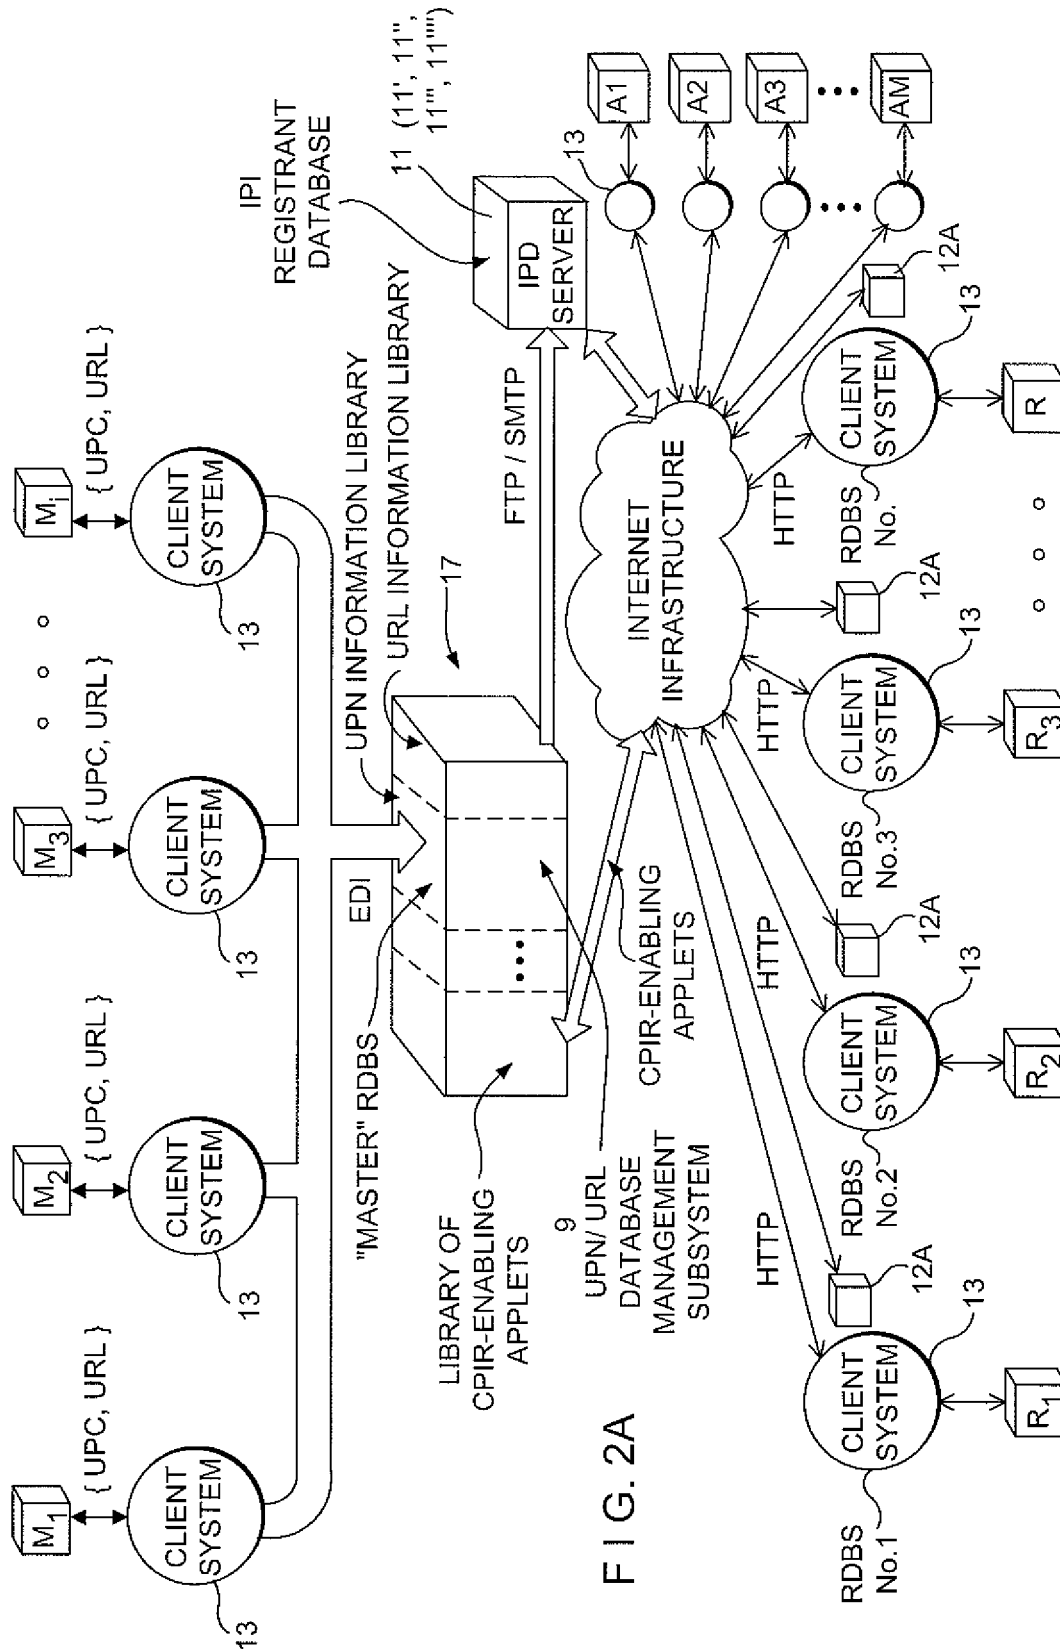 M1
M2
M3
Mi
{ UPC, URL }
{ UPC, URL }
{ UPC, URL }
{ UPC, URL }
CLIENT
SYSTEM
CLIENT
SYSTEM
CLIENT
SYSTEM
CLIENT
SYSTEM
13
13
13
13
EDI
"MASTER" RDBS
UPN INFORMATION LIBRARY
URL INFORMATION LIBRARY
17
LIBRARY OF
CPIR-ENABLING
APPLETS
9
UPN/ URL
DATABASE
MANAGEMENT
SUBSYSTEM
CPIR-ENABLING
APPLETS
FTP / SMTP
IPI
REGISTRANT
DATABASE
11 (11', 11'',
11''', 11'''')
IPD
SERVER
INTERNET
INFRASTRUCTURE
13
A1
A2
A3
AM
HTTP
HTTP
HTTP
HTTP
12A
12A
12A
12A
CLIENT
SYSTEM
CLIENT
SYSTEM
CLIENT
SYSTEM
CLIENT
SYSTEM
13
13
13
13
RDBS
No.1
RDBS
No.2
RDBS
No.3
RDBS
No.
R1
R2
R3
R
FIG. 2A